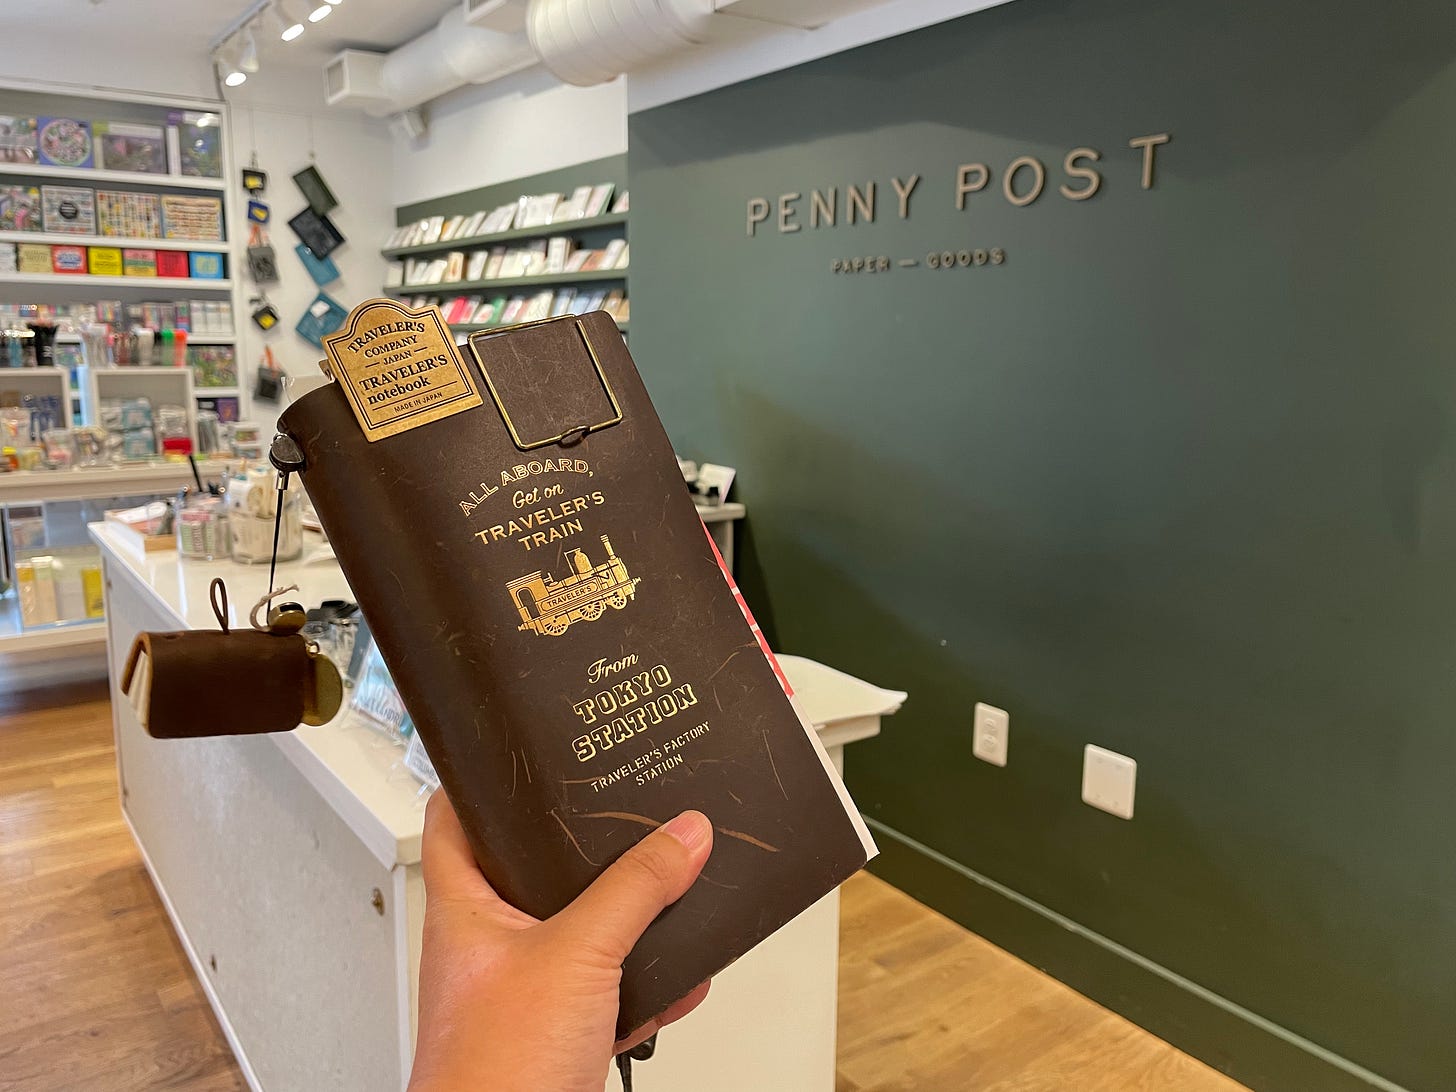 PENNY POST
PAPER — GOODS
TRAVELER'S
COMPANY
— JAPAN —
TRAVELER'S
notebook
MADE IN JAPAN
ALL ABOARD,
Get on
TRAVELER'S
TRAIN
TRAVELER'S
From
TOKYO
STATION
TRAVELER'S FACTORY
STATION